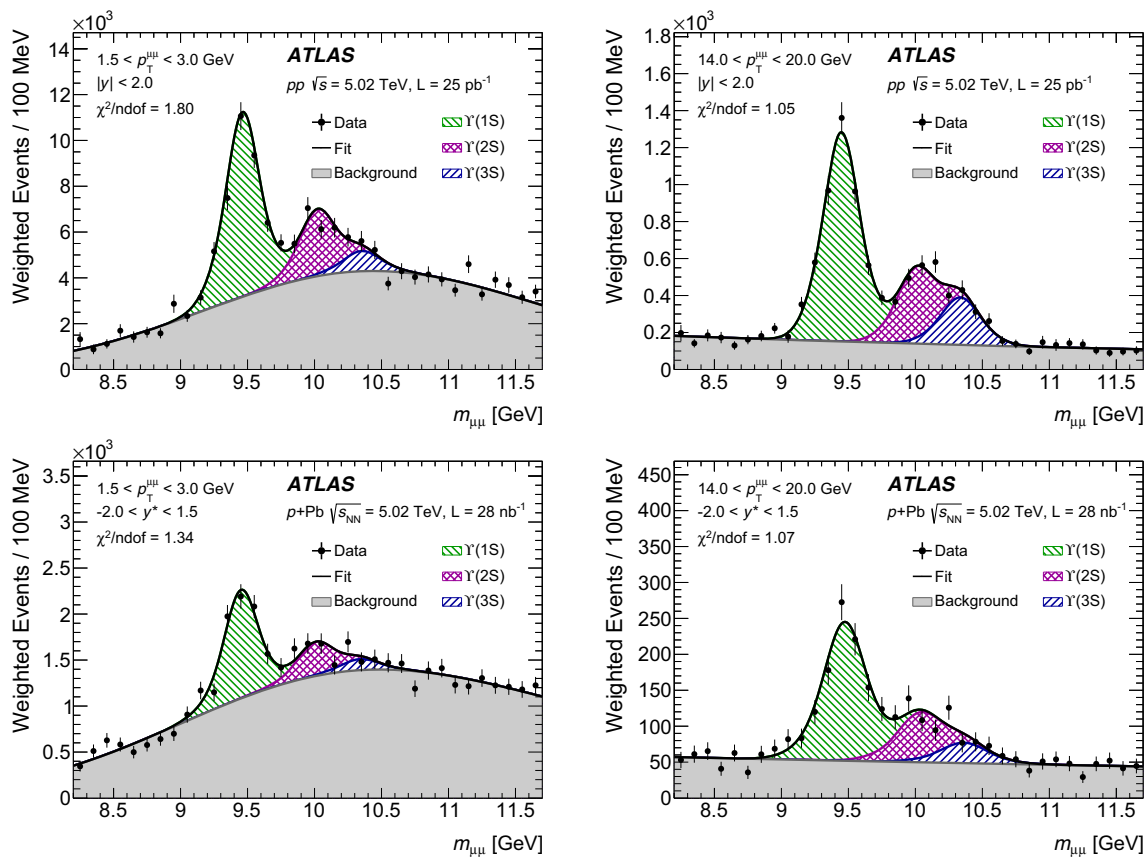 ×10³
Weighted Events / 100 MeV
14
12
10
8
6
4
2
0
1.5 < p_T^μμ < 3.0 GeV
|y| < 2.0
χ²/ndof = 1.80
ATLAS
pp √s = 5.02 TeV, L = 25 pb⁻¹
Data
Fit
Background
ϒ(1S)
ϒ(2S)
ϒ(3S)
8.5 9 9.5 10 10.5 11 11.5
m_μμ [GeV]
×10³
Weighted Events / 100 MeV
1.8
1.6
1.4
1.2
1
0.8
0.6
0.4
0.2
0
14.0 < p_T^μμ < 20.0 GeV
|y| < 2.0
χ²/ndof = 1.05
ATLAS
pp √s = 5.02 TeV, L = 25 pb⁻¹
Data
Fit
Background
ϒ(1S)
ϒ(2S)
ϒ(3S)
8.5 9 9.5 10 10.5 11 11.5
m_μμ [GeV]
×10³
Weighted Events / 100 MeV
3.5
3
2.5
2
1.5
1
0.5
0
1.5 < p_T^μμ < 3.0 GeV
-2.0 < y* < 1.5
χ²/ndof = 1.34
ATLAS
p+Pb √s_NN = 5.02 TeV, L = 28 nb⁻¹
Data
Fit
Background
ϒ(1S)
ϒ(2S)
ϒ(3S)
8.5 9 9.5 10 10.5 11 11.5
m_μμ [GeV]
Weighted Events / 100 MeV
450
400
350
300
250
200
150
100
50
0
14.0 < p_T^μμ < 20.0 GeV
-2.0 < y* < 1.5
χ²/ndof = 1.07
ATLAS
p+Pb √s_NN = 5.02 TeV, L = 28 nb⁻¹
Data
Fit
Background
ϒ(1S)
ϒ(2S)
ϒ(3S)
8.5 9 9.5 10 10.5 11 11.5
m_μμ [GeV]